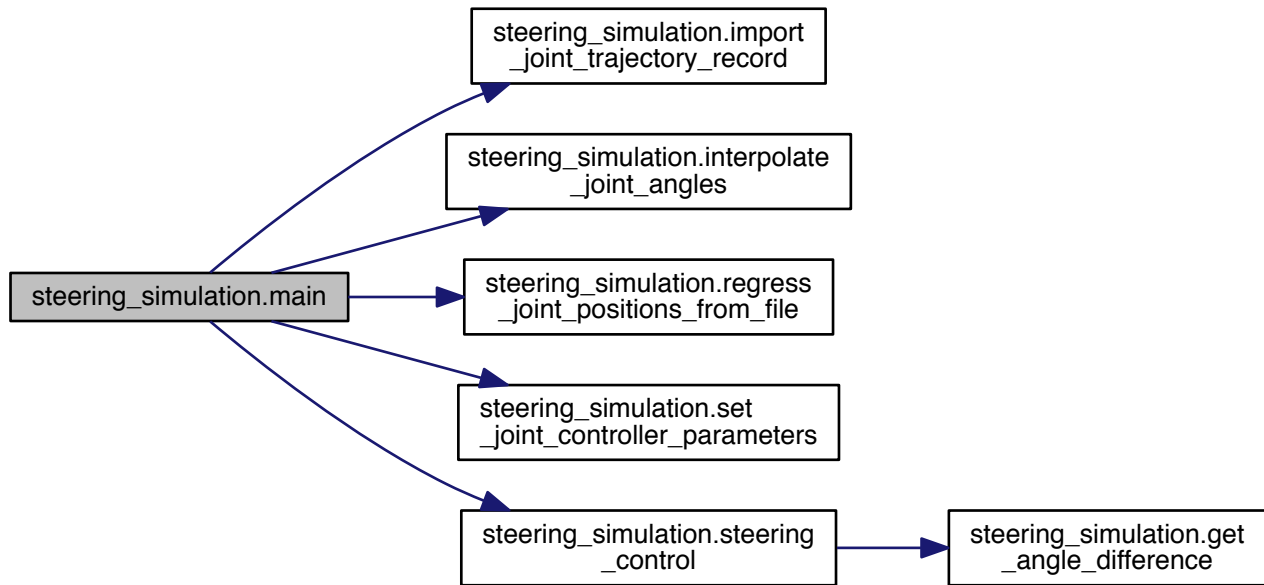 steering_simulation.import
_joint_trajectory_record
steering_simulation.interpolate
_joint_angles
steering_simulation.main
steering_simulation.regress
_joint_positions_from_file
steering_simulation.set
_joint_controller_parameters
steering_simulation.steering
_control
steering_simulation.get
_angle_difference